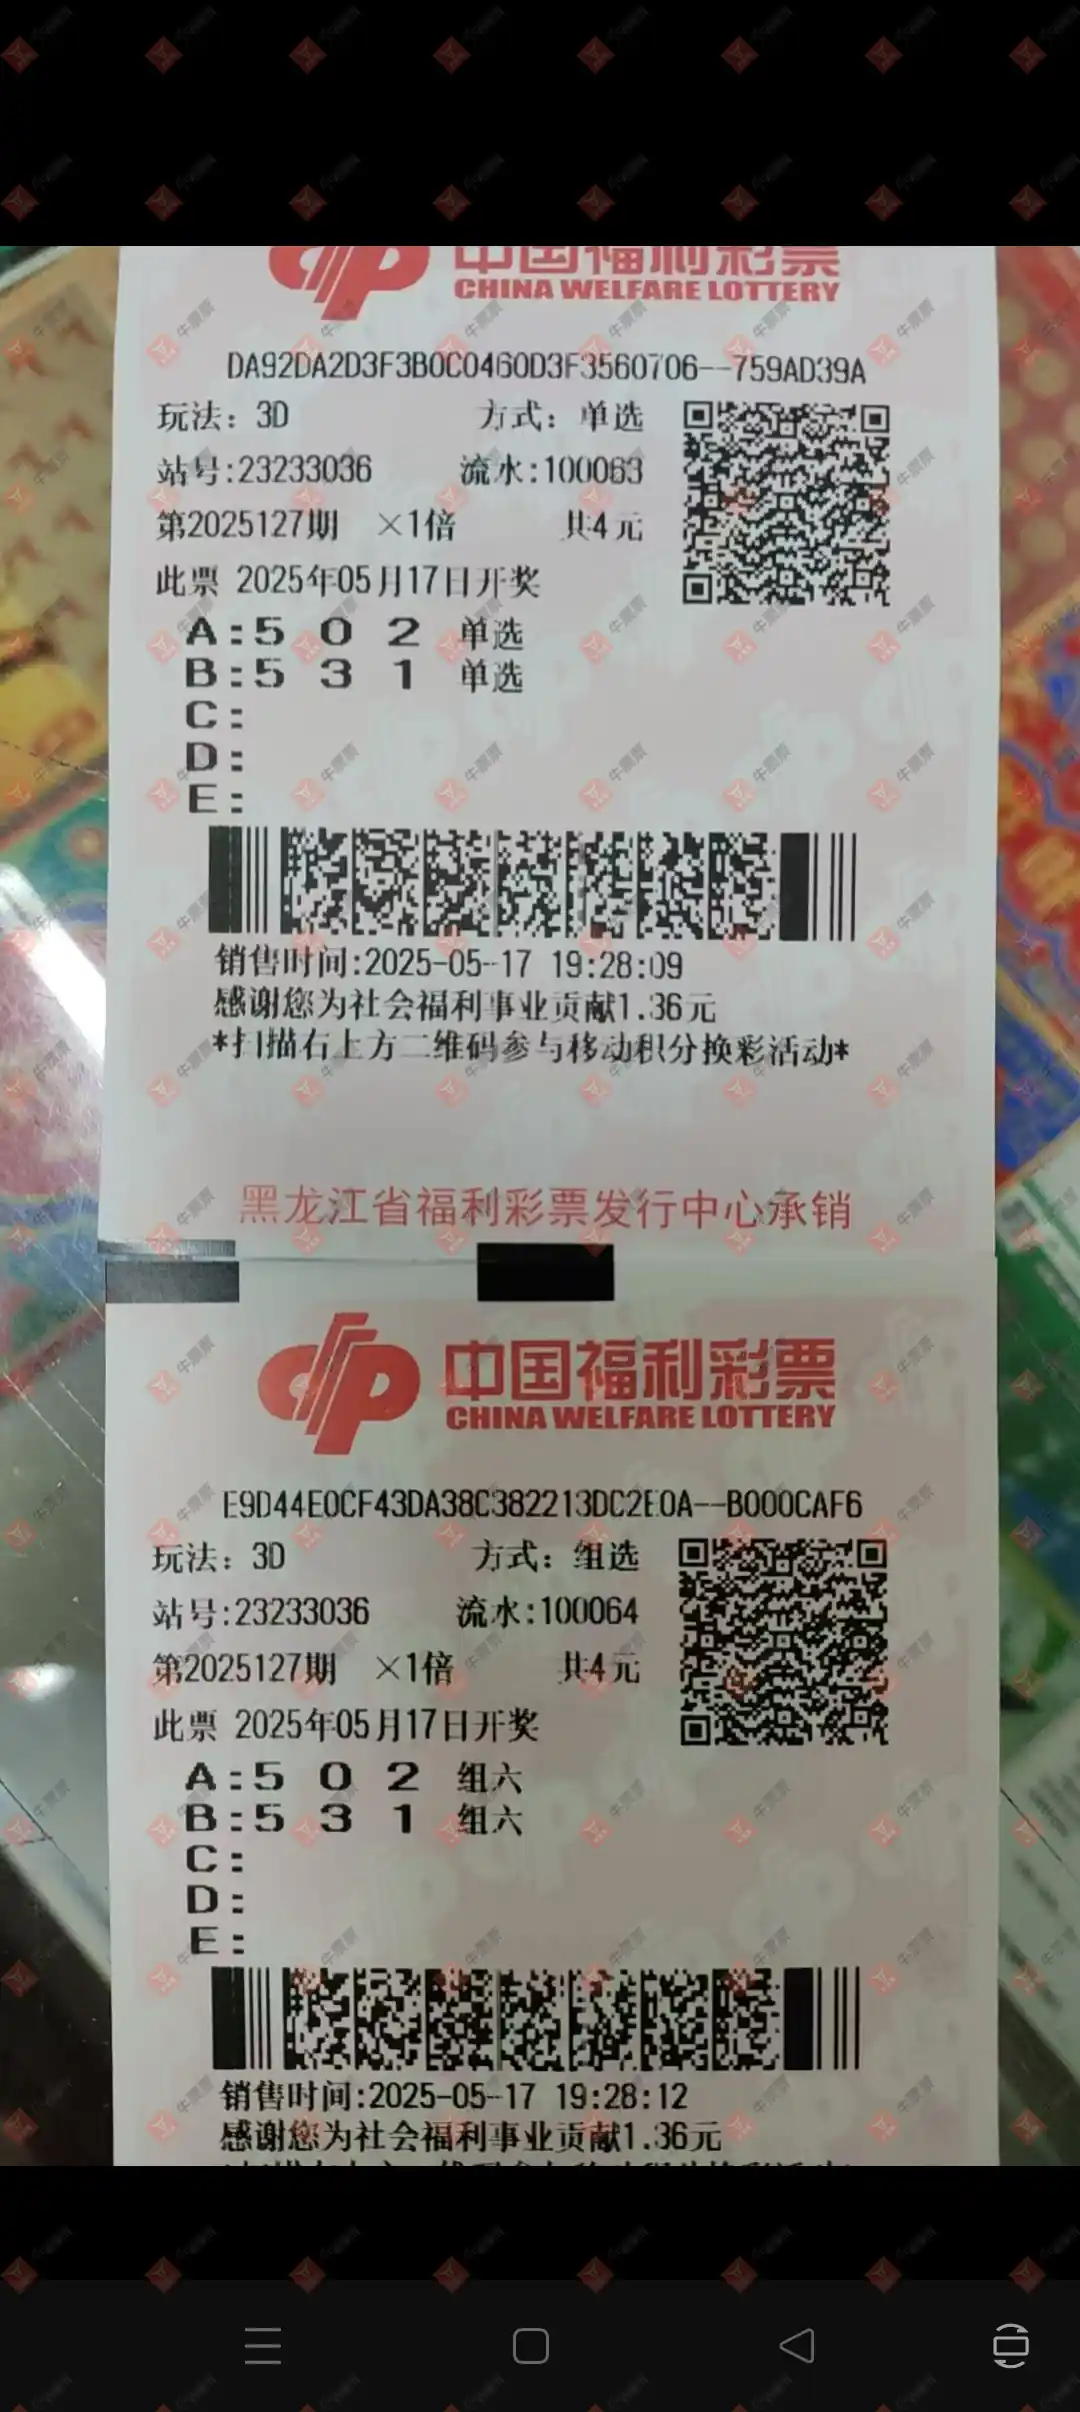 中国福利彩票
CHINA WELFARE LOTTERY
DA92DA2D3F3B0C0460D3F3560706--759AD39A
玩法：3D 方式：单选
站号:23233036 流水:100063
第2025127期 ×1倍 共4元
此票 2025年05月17日开奖
A:5 0 2 单选
B:5 3 1 单选
C:
D:
E:
销售时间:2025-05-17 19:28:09
感谢您为社会福利事业贡献1.36元
*扫描右上方二维码参与移动积分换彩活动*
黑龙江省福利彩票发行中心承销
中国福利彩票
CHINA WELFARE LOTTERY
E9D44E0CF43DA38C382213DC2E0A--B000CAF6
玩法：3D 方式：组选
站号:23233036 流水:100064
第2025127期 ×1倍 共4元
此票 2025年05月17日开奖
A:5 0 2 组六
B:5 3 1 组六
C:
D:
E:
销售时间:2025-05-17 19:28:12
感谢您为社会福利事业贡献1.36元